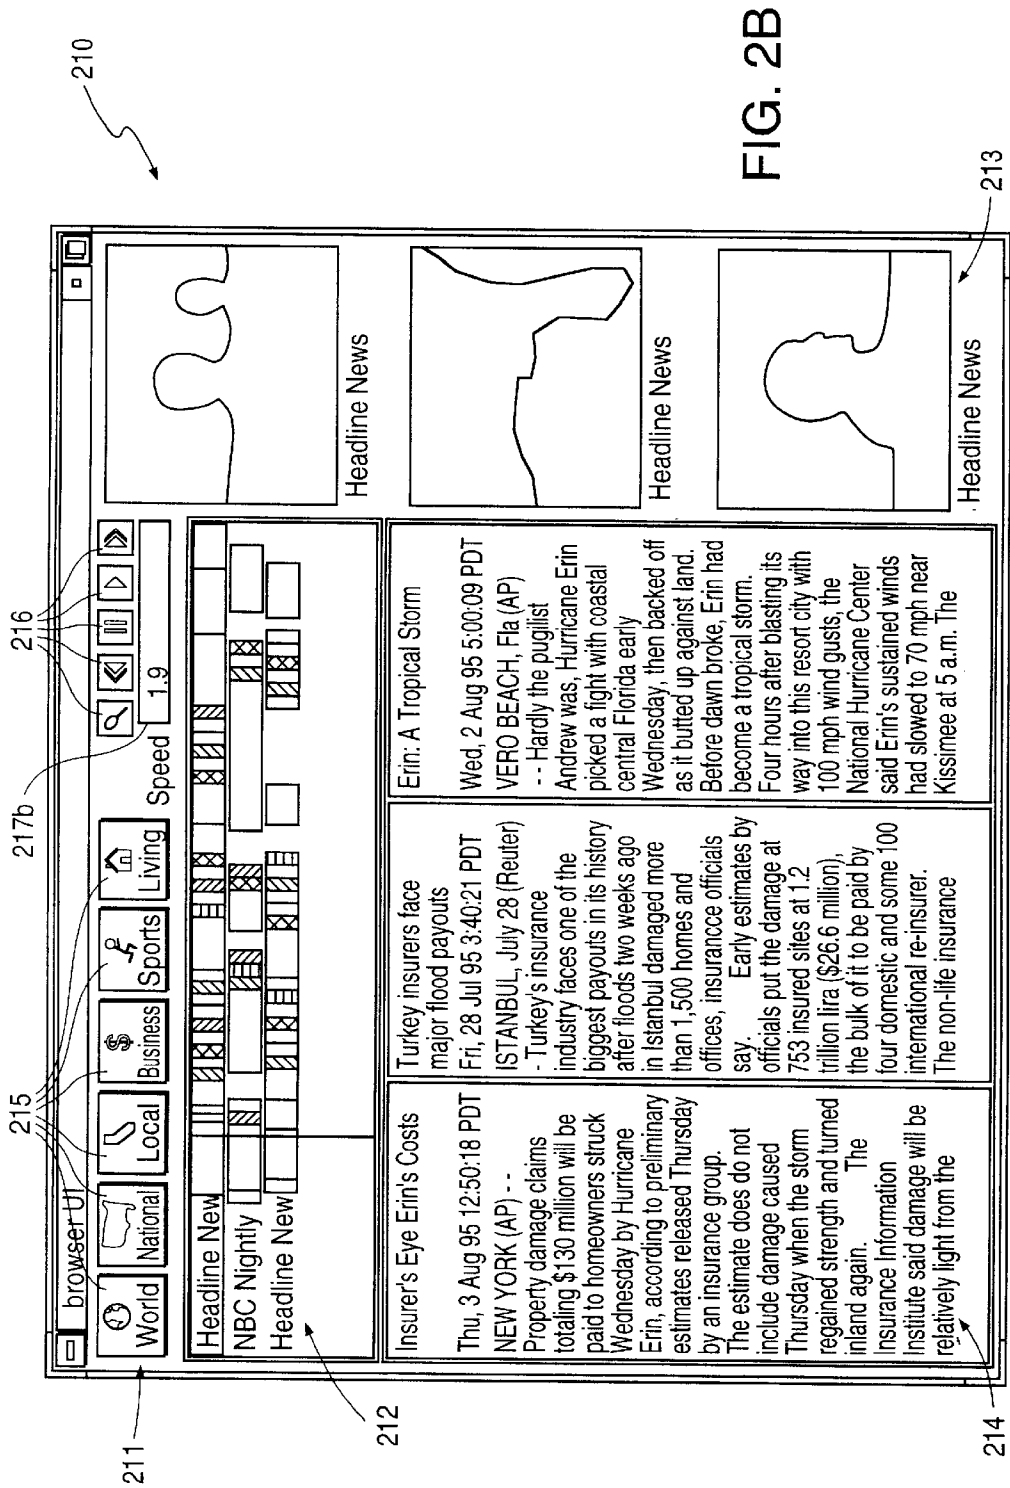 210
browser UI
215
217b
216
World
National
Local
$
Business
Sports
Living
Speed
1.9
211
Headline New
NBC Nightly
Headline New
212
Headline News
Headline News
Headline News
213
Insurer's Eye Erin's Costs
Thu, 3 Aug 95 12:50:18 PDT
NEW YORK (AP) - -
Property damage claims
totaling $130 million will be
paid to homeowners struck
Wednesday by Hurricane
Erin, according to preliminary
estimates released Thursday
by an insurance group.
The estimate does do not
include damage caused
Thursday when the storm
regained strength and turned
inland again. The
Insurance Information
Institute said damage will be
relatively light from the
214
Turkey insurers face
major flood payouts
Fri, 28 Jul 95 3:40:21 PDT
ISTANBUL, July 28 (Reuter)
- Turkey's insurance
industry faces one of the
biggest payouts in its history
after floods two weeks ago
in Istanbul damaged more
than 1,500 homes and
offices, insurancce officials
say. Early estimates by
officials put the damage at
753 insured sites at 1.2
trillion lira ($26.6 million),
the bulk of it to be paid by
four domestic and some 100
international re-insurer.
The non-life insurance
Erin: A Tropical Storm
Wed, 2 Aug 95 5:00:09 PDT
VERO BEACH, Fla (AP)
- - Hardly the pugilist
Andrew was, Hurricane Erin
picked a fight with coastal
central Florida early
Wednesday, then backed off
as it butted up against land.
Before dawn broke, Erin had
become a tropical storm.
Four hours after blasting its
way into this resort city with
100 mph wind gusts, the
National Hurricane Center
said Erin's sustained winds
had slowed to 70 mph near
Kissimee at 5 a.m. The
FIG. 2B